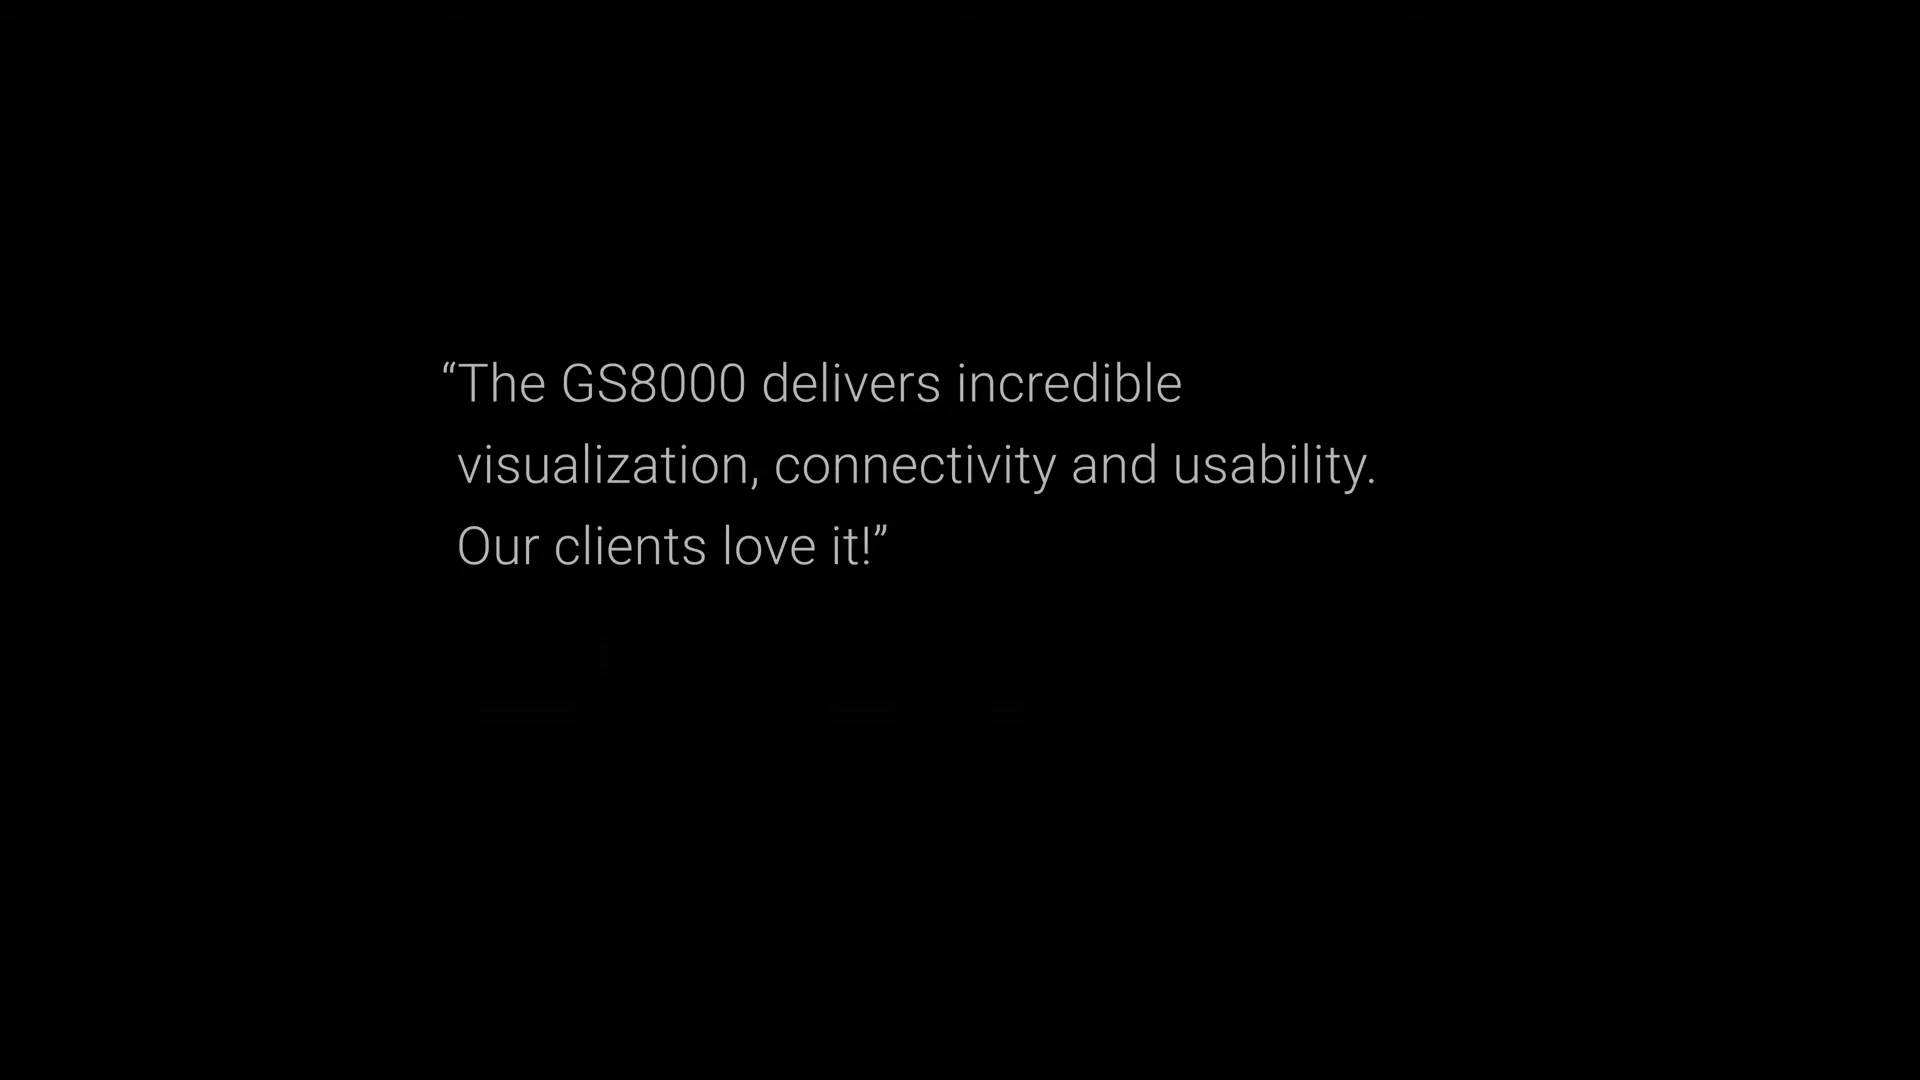 “The GS8000 delivers incredible
visualization, connectivity and usability.
Our clients love it!”